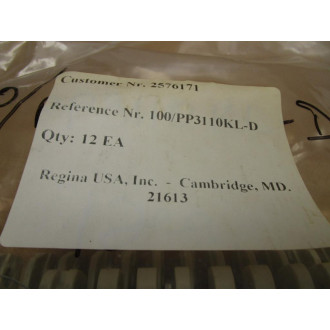 Customer Nr. 2576171
Reference Nr. 100/PP3110KL-D
Qty: 12 EA
Regina USA, Inc. - Cambridge, MD.
21613